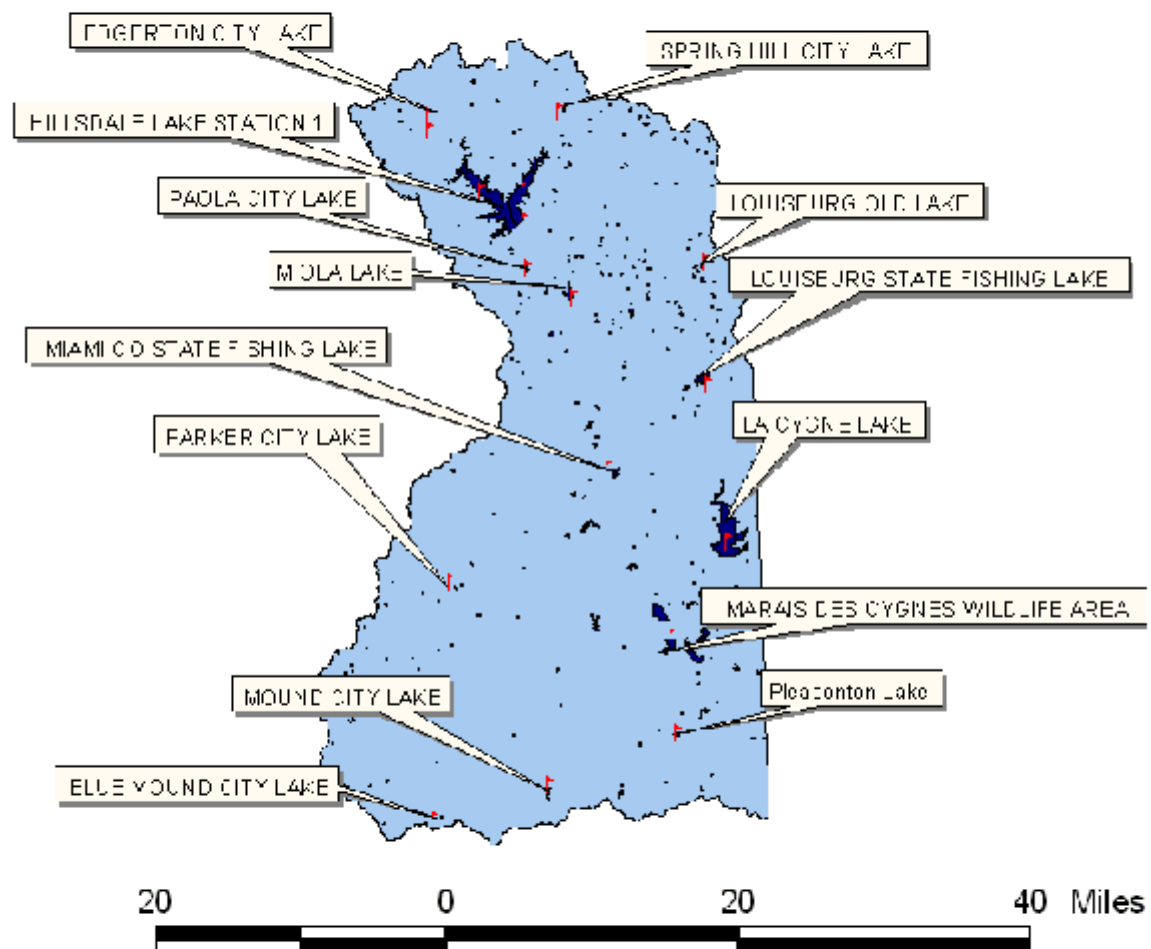 EDGERTON CITY LAKE
SPRING HILL CITY LAKE
HILLSDALE LAKE STATION 1
PAOLA CITY LAKE
LOUISBURG OLD LAKE
MIOLA LAKE
LOUISBURG STATE FISHING LAKE
MIAMI CO STATE FISHING LAKE
PARKER CITY LAKE
LA CYGNE LAKE
MARAIS DES CYGNES WILDLIFE AREA
MOUND CITY LAKE
Pleasonton Lake
BLUE MOUND CITY LAKE
20 0 20 40 Miles